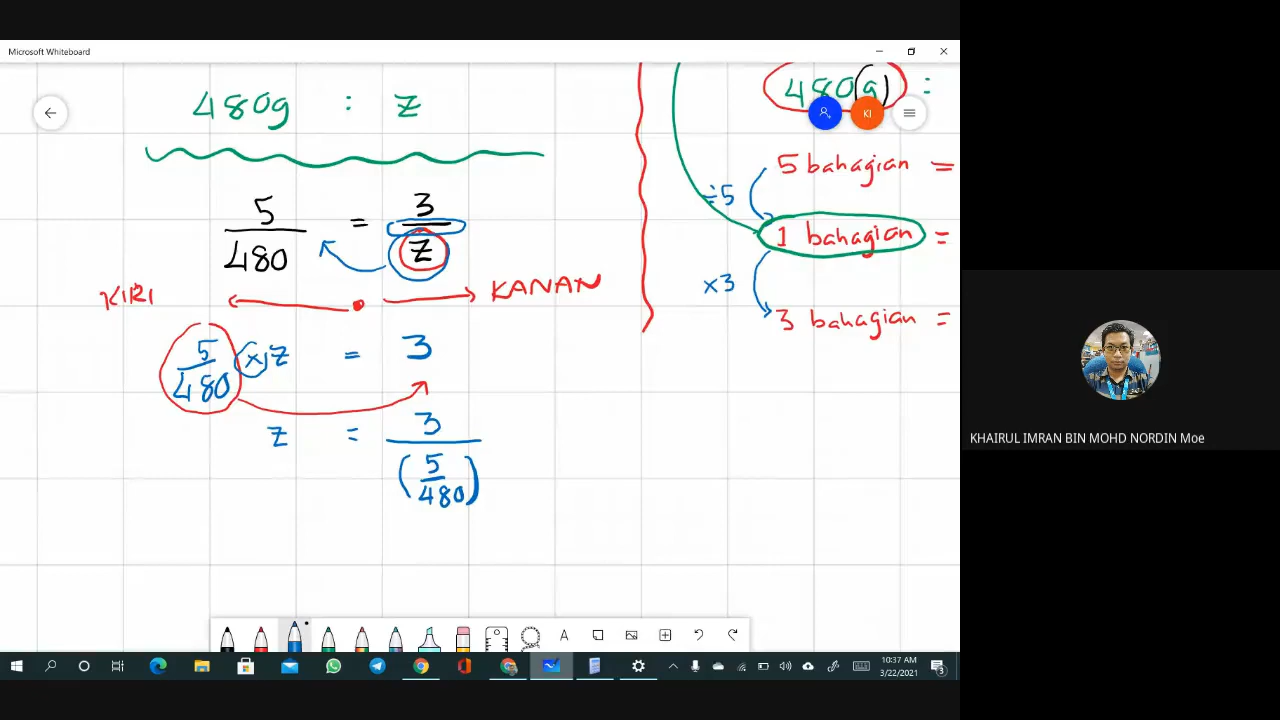 Microsoft Whiteboard
480g : z
5/480 = 3/z
KIRI
KANAN
5/480 x z = 3
z = 3/(5/480)
480(g) :
KI
5 bahagian =
÷5
1 bahagian =
x3
3 bahagian =
KHAIRUL IMRAN BIN MOHD NORDIN Moe
A
10:37 AM
3/22/2021